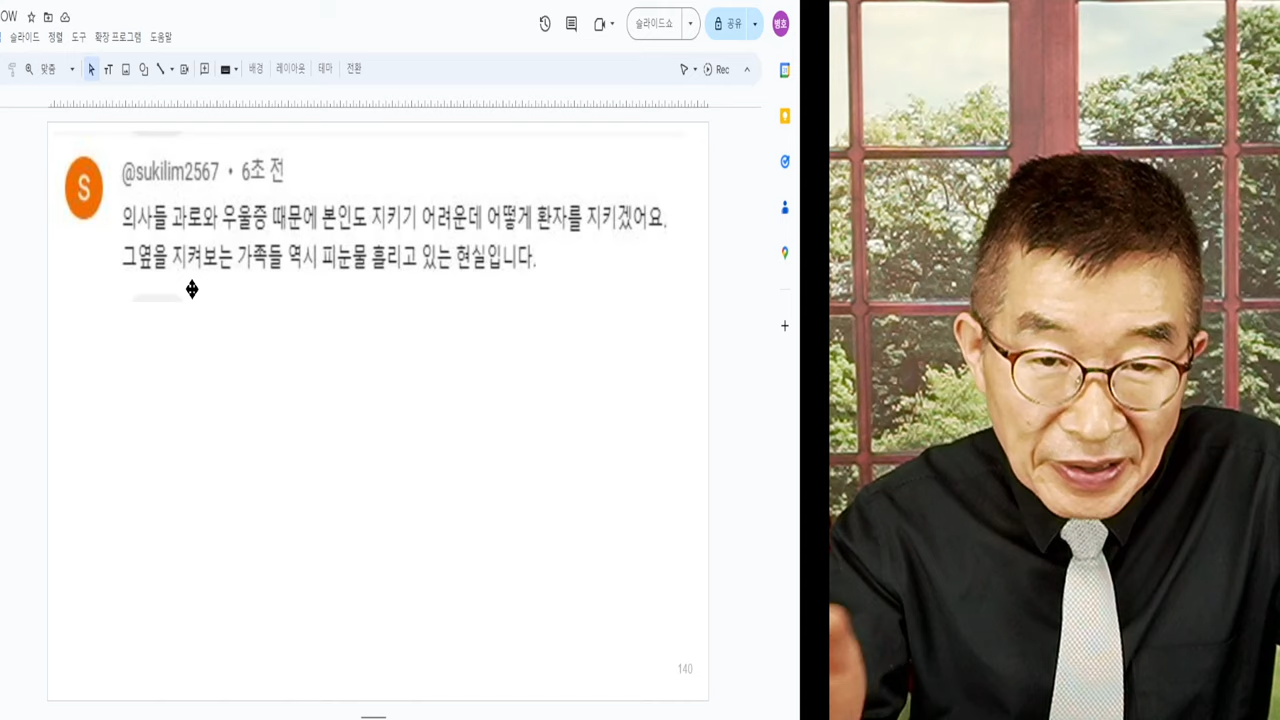 OW
슬라이드 정렬 도구 확장 프로그램 도움말
슬라이드쇼
공유
병호
맞춤
배경 레이아웃 테마 전환
Rec
S
@sukilim2567 • 6초 전
의사들 과로와 우울증 때문에 본인도 지키기 어려운데 어떻게 환자를 지키겠어요.
그옆을 지켜보는 가족들 역시 피눈물 흘리고 있는 현실입니다.
140